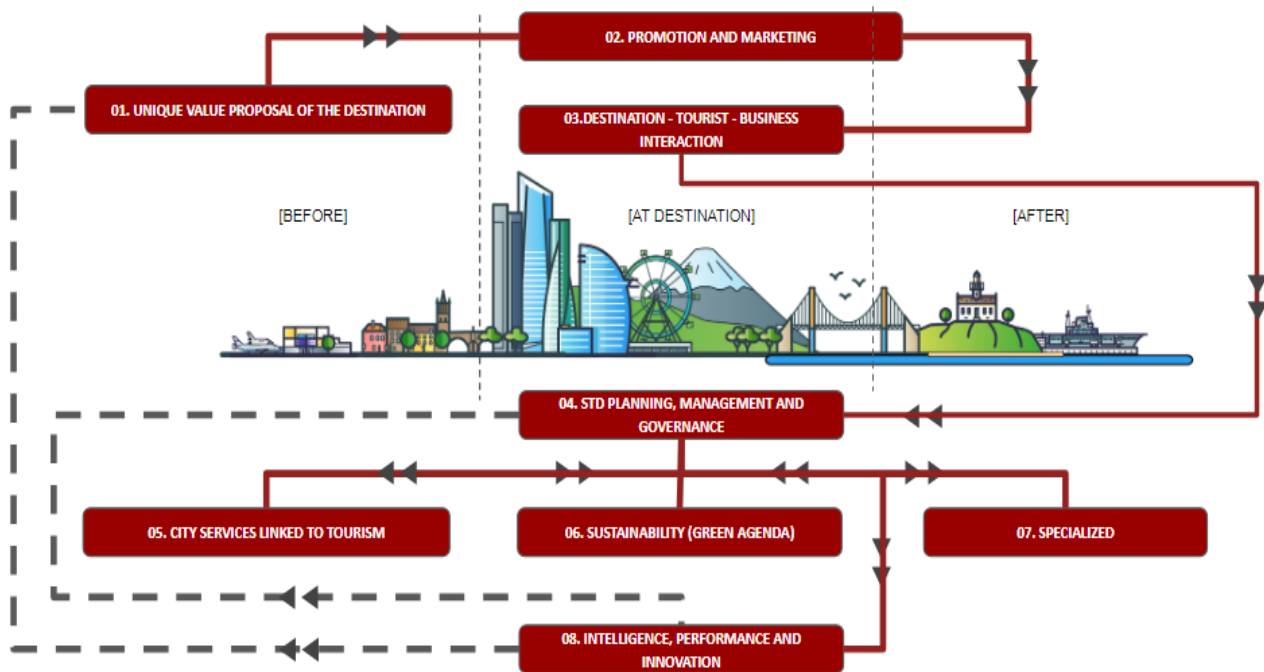 02. PROMOTION AND MARKETING
01. UNIQUE VALUE PROPOSAL OF THE DESTINATION
03.DESTINATION - TOURIST - BUSINESS
INTERACTION
[BEFORE]
[AT DESTINATION]
[AFTER]
04. STD PLANNING, MANAGEMENT AND
GOVERNANCE
05. CITY SERVICES LINKED TO TOURISM
06. SUSTAINABILITY (GREEN AGENDA)
07. SPECIALIZED
08. INTELLIGENCE, PERFORMANCE AND
INNOVATION